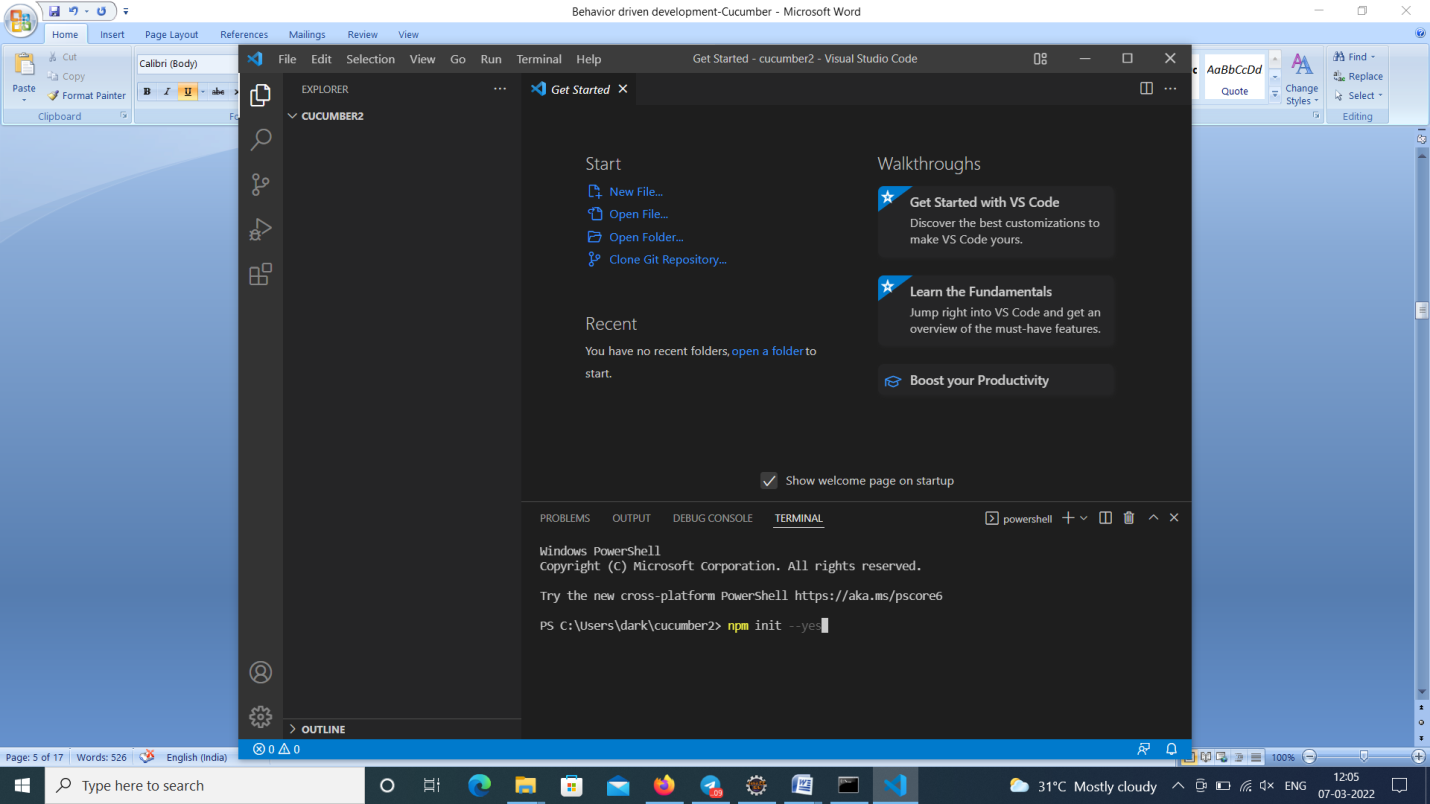 Behavior driven development-Cucumber - Microsoft Word
Home Insert Page Layout References Mailings Review View
Paste
Cut
Copy
Format Painter
Clipboard
Calibri (Body)
B I U abc
Fo
AaBbCcDd
Quote
Change
Styles
Find
Replace
Select
Editing
File Edit Selection View Go Run Terminal Help
Get Started - cucumber2 - Visual Studio Code
EXPLORER
CUCUMBER2
OUTLINE
Get Started
Start
New File...
Open File...
Open Folder...
Clone Git Repository...
Recent
You have no recent folders, open a folder to
start.
Walkthroughs
Get Started with VS Code
Discover the best customizations to
make VS Code yours.
Learn the Fundamentals
Jump right into VS Code and get an
overview of the must-have features.
Boost your Productivity
Show welcome page on startup
PROBLEMS OUTPUT DEBUG CONSOLE TERMINAL
powershell
Windows PowerShell
Copyright (C) Microsoft Corporation. All rights reserved.
Try the new cross-platform PowerShell https://aka.ms/pscore6
PS C:\Users\dark\cucumber2> npm init --yes
0 0
Page: 5 of 17 Words: 526 English (India)
100%
Type here to search
.09
31°C Mostly cloudy
ENG
12:05
07-03-2022